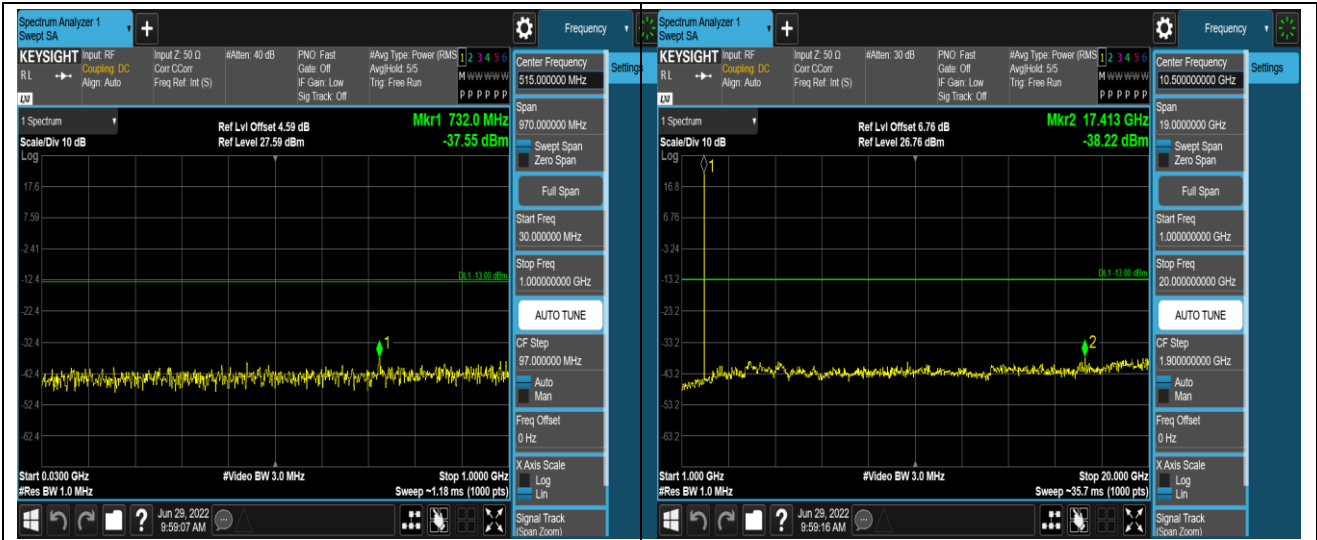 Spectrum Analyzer 1
Swept SA
+
Frequency
KEYSIGHT
Input: RF
Coupling: DC
Align: Auto
Input Z: 50 Ω
Corr CCorr
Freq Ref: Int (S)
#Atten: 40 dB
PNO: Fast
Gate: Off
IF Gain: Low
Sig Track: Off
#Avg Type: Power (RMS
Avg|Hold: 5/5
Trig: Free Run
1 2 3 4 5 6
M W W W W W
P P P P P P
RL
LXI
Center Frequency
515.000000 MHz
Settings
1 Spectrum
Scale/Div 10 dB
Log
Ref Lvl Offset 4.59 dB
Ref Level 27.59 dBm
Mkr1 732.0 MHz
-37.55 dBm
Span
970.000000 MHz
Swept Span
Zero Span
Full Span
Start Freq
30.000000 MHz
Stop Freq
1.000000000 GHz
AUTO TUNE
CF Step
97.000000 MHz
Auto
Man
Freq Offset
0 Hz
X Axis Scale
Log
Lin
Signal Track
(Span Zoom)
17.6
7.59
-2.41
-12.4
-22.4
-32.4
-42.4
-52.4
-62.4
DL1 -13.00 dBm
1
Start 0.0300 GHz
#Res BW 1.0 MHz
#Video BW 3.0 MHz
Stop 1.0000 GHz
Sweep ~1.18 ms (1000 pts)
?
Jun 29, 2022
9:59:07 AM
Spectrum Analyzer 1
Swept SA
+
Frequency
KEYSIGHT
Input: RF
Coupling: DC
Align: Auto
Input Z: 50 Ω
Corr CCorr
Freq Ref: Int (S)
#Atten: 30 dB
PNO: Fast
Gate: Off
IF Gain: Low
Sig Track: Off
#Avg Type: Power (RMS
Avg|Hold: 5/5
Trig: Free Run
1 2 3 4 5 6
M W W W W W
P P P P P P
RL
LXI
Center Frequency
10.500000000 GHz
Settings
1 Spectrum
Scale/Div 10 dB
Log
Ref Lvl Offset 6.76 dB
Ref Level 26.76 dBm
Mkr2 17.413 GHz
-38.22 dBm
Span
19.0000000 GHz
Swept Span
Zero Span
Full Span
Start Freq
1.000000000 GHz
Stop Freq
20.000000000 GHz
AUTO TUNE
CF Step
1.900000000 GHz
Auto
Man
Freq Offset
0 Hz
X Axis Scale
Log
Lin
Signal Track
(Span Zoom)
1
16.8
6.76
-3.24
-13.2
-23.2
-33.2
-43.2
-53.2
-63.2
DL1 -13.00 dBm
2
Start 1.000 GHz
#Res BW 1.0 MHz
#Video BW 3.0 MHz
Stop 20.000 GHz
Sweep ~35.7 ms (1000 pts)
?
Jun 29, 2022
9:59:16 AM